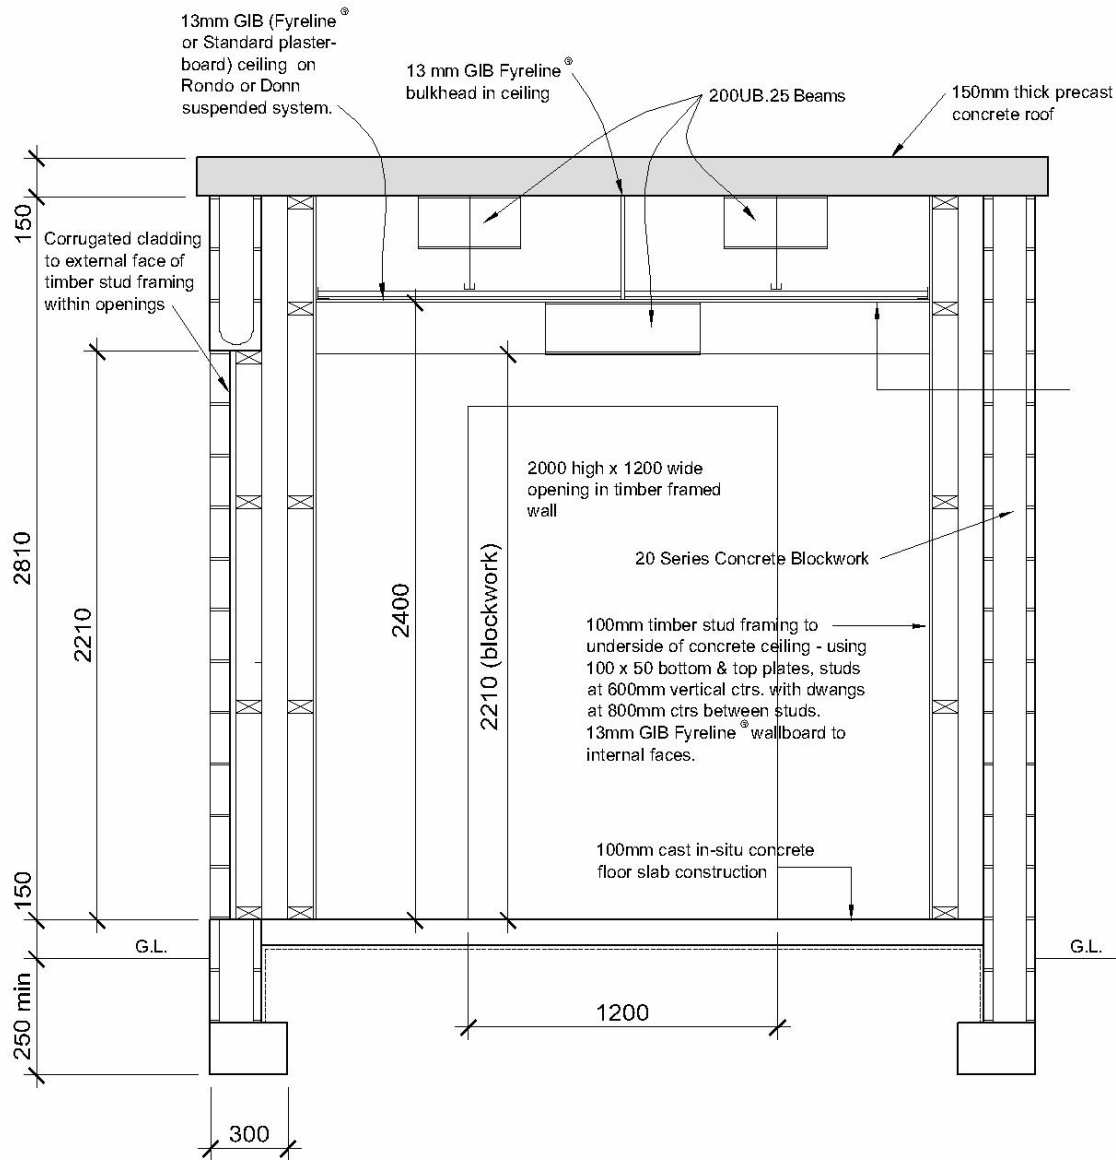 13mm GIB (Fyreline ®
or Standard plaster-
board) ceiling on
Rondo or Donn
suspended system.
13 mm GIB Fyreline ®
bulkhead in ceiling
200UB.25 Beams
150mm thick precast
concrete roof
150
Corrugated cladding
to external face of
timber stud framing
within openings
2000 high x 1200 wide
opening in timber framed
wall
20 Series Concrete Blockwork
2810
2210
2400
2210 (blockwork)
100mm timber stud framing to
underside of concrete ceiling - using
100 x 50 bottom & top plates, studs
at 600mm vertical ctrs. with dwangs
at 800mm ctrs between studs.
13mm GIB Fyreline ® wallboard to
internal faces.
100mm cast in-situ concrete
floor slab construction
150
G.L.
G.L.
250 min
1200
300